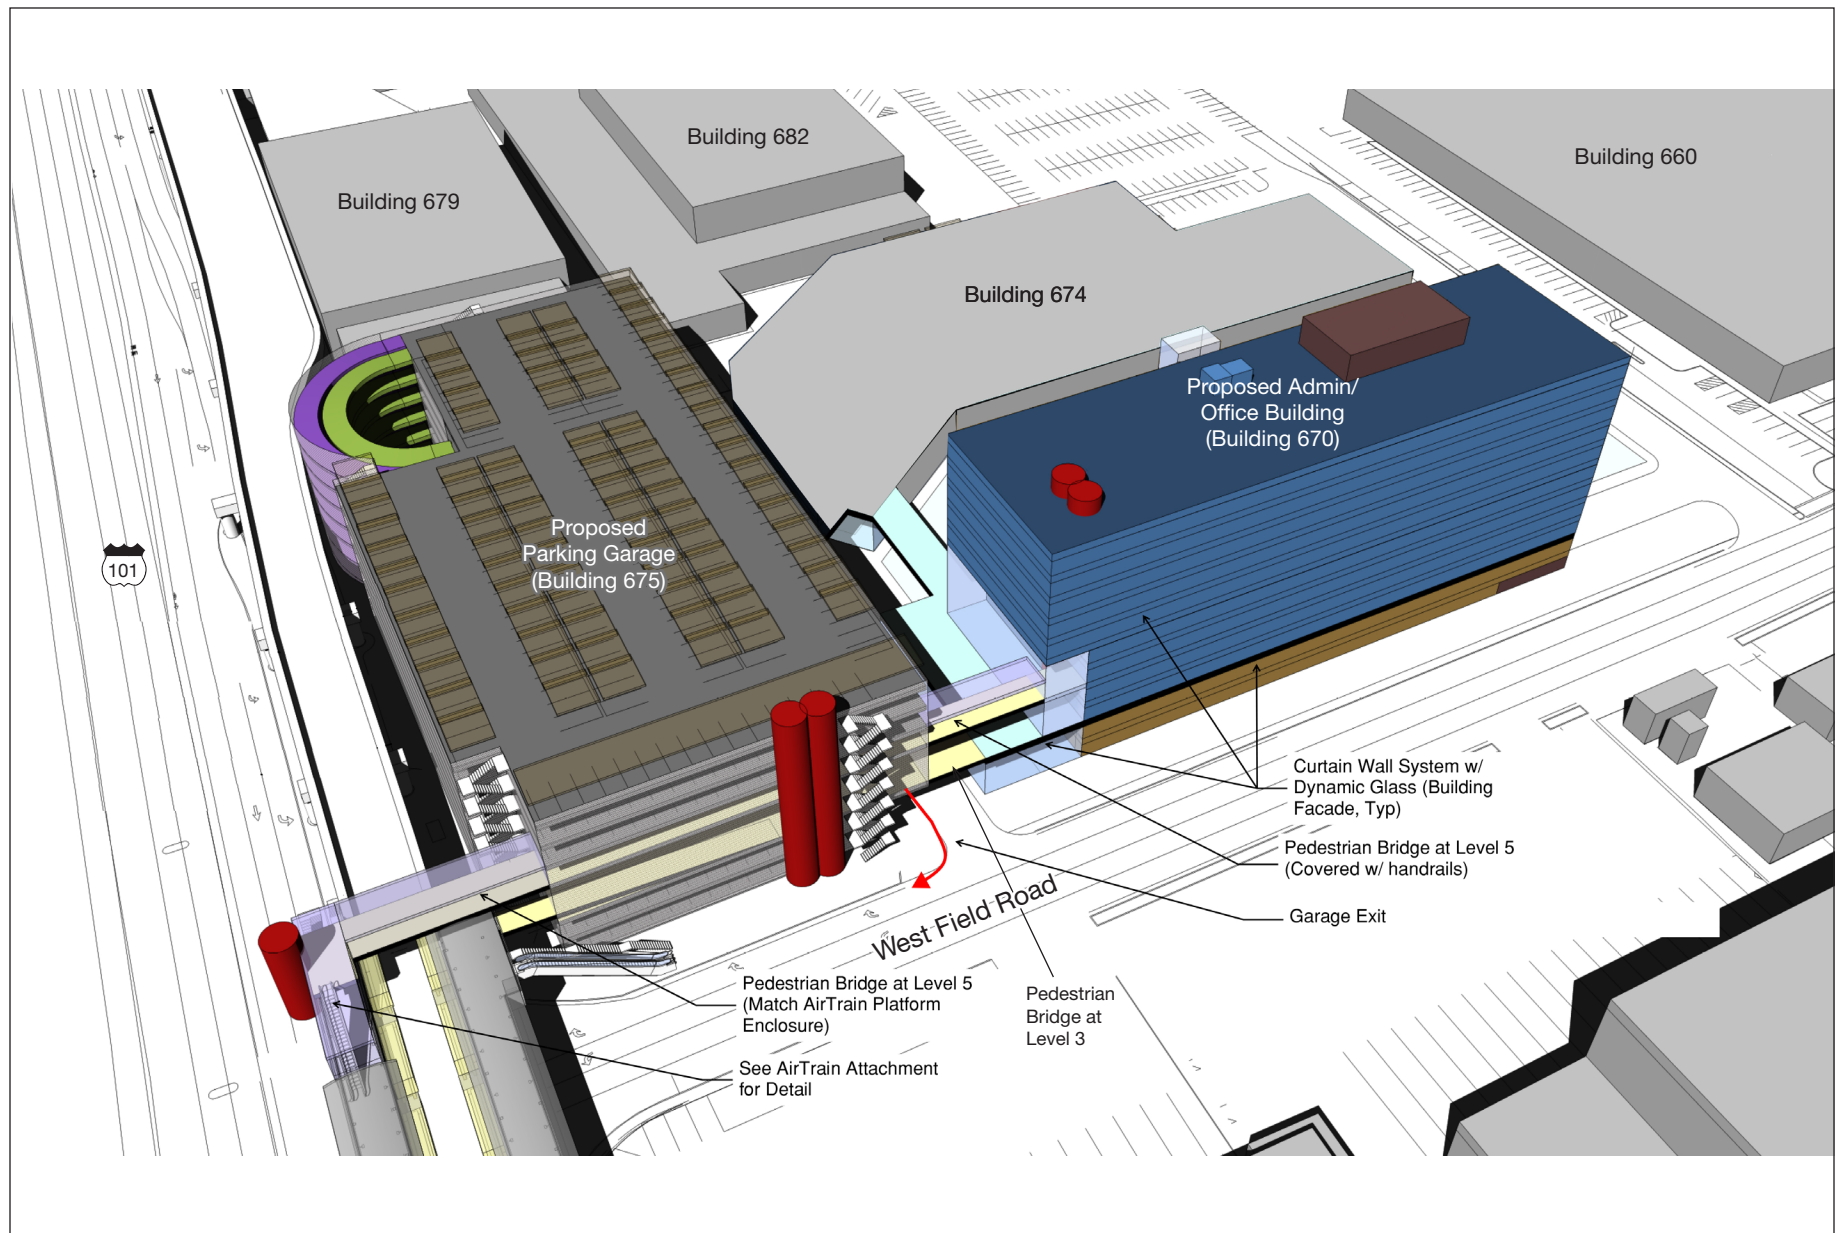 Building 682
Building 660
Building 679
Building 674
Proposed Admin/
Office Building
(Building 670)
Proposed
Parking Garage
(Building 675)
101
Curtain Wall System w/
Dynamic Glass (Building
Facade, Typ)
Pedestrian Bridge at Level 5
(Covered w/ handrails)
Garage Exit
West Field Road
Pedestrian Bridge at Level 5
(Match AirTrain Platform
Enclosure)
Pedestrian
Bridge at
Level 3
See AirTrain Attachment
for Detail